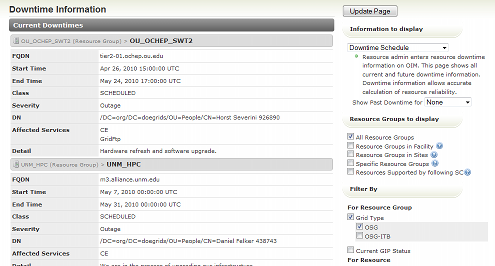 Downtime Information
Current Downtimes
OU_OCHEP_SWT2 [Resource Group] > OU_OCHEP_SWT2
FQDN tier2-01.ochep.ou.edu
Start Time Apr 26, 2010 15:00:00 UTC
End Time May 24, 2010 17:00:00 UTC
Class SCHEDULED
Severity Outage
DN /DC=org/DC=doegrids/OU=People/CN=Horst Severini 926890
Affected Services CE
GridFtp
Detail Hardware refresh and software upgrade.
UNM_HPC [Resource Group] > UNM_HPC
FQDN m3.alliance.unm.edu
Start Time May 7, 2010 00:00:00 UTC
End Time May 31, 2010 00:00:00 UTC
Class SCHEDULED
Severity Outage
DN /DC=org/DC=doegrids/OU=People/CN=Daniel Felker 438743
Affected Services CE
Update Page
Information to display
Downtime Schedule
Resource admin enters resource downtime
information on OIM. This page shows all
current and future downtime information.
Downtime information allows accurate
calculation of resource reliability.
Show Past Downtime for None
Resource Groups to display
All Resource Groups
Resource Groups in Facility
Resource Groups in Sites
Specific Resource Groups
Resources Supported by following SC
Filter By
For Resource Group
Grid Type
OSG
OSG-ITB
Current GIP Status
For Resource